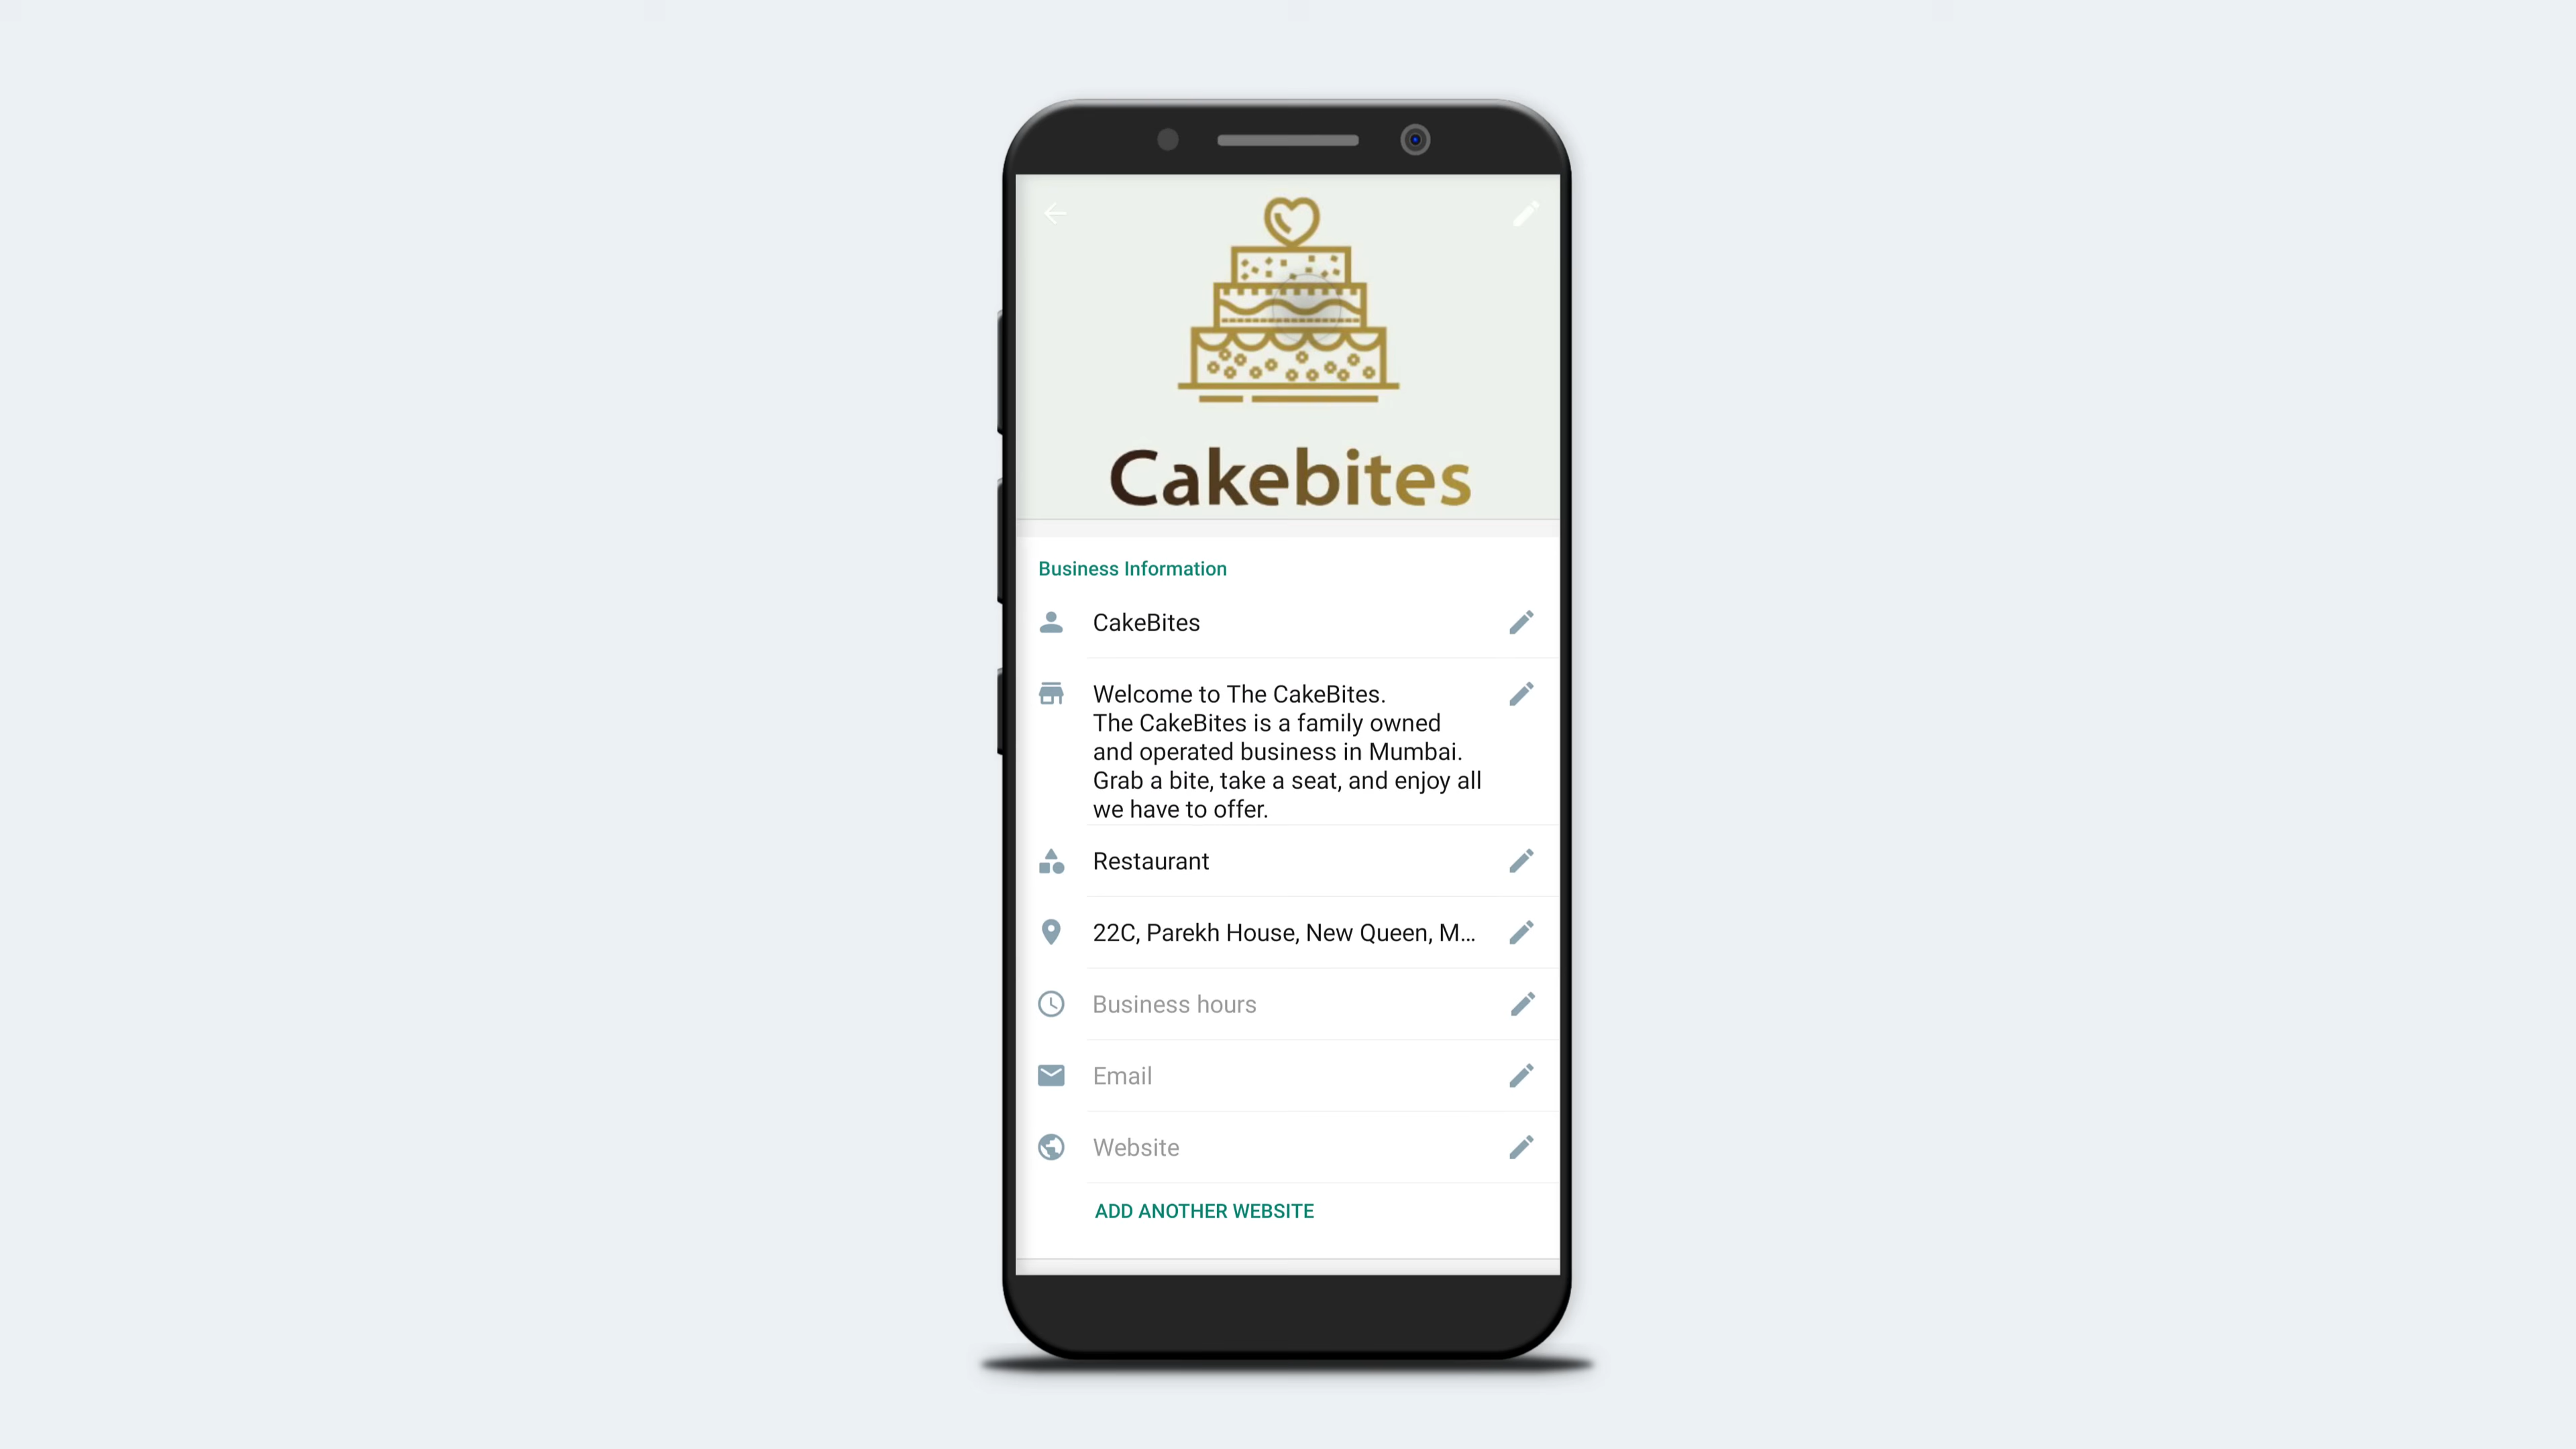 Cakebites
Business Information
CakeBites
Welcome to The CakeBites.
The CakeBites is a family owned
and operated business in Mumbai.
Grab a bite, take a seat, and enjoy all
we have to offer.
Restaurant
22C, Parekh House, New Queen, M...
Business hours
Email
Website
ADD ANOTHER WEBSITE